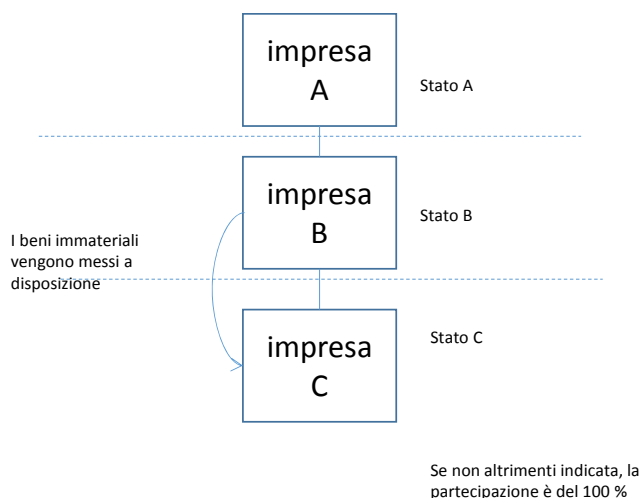 impresa
A
Stato A
impresa
B
Stato B
I beni immateriali
vengono messi a
disposizione
impresa
C
Stato C
Se non altrimenti indicata, la
partecipazione è del 100 %